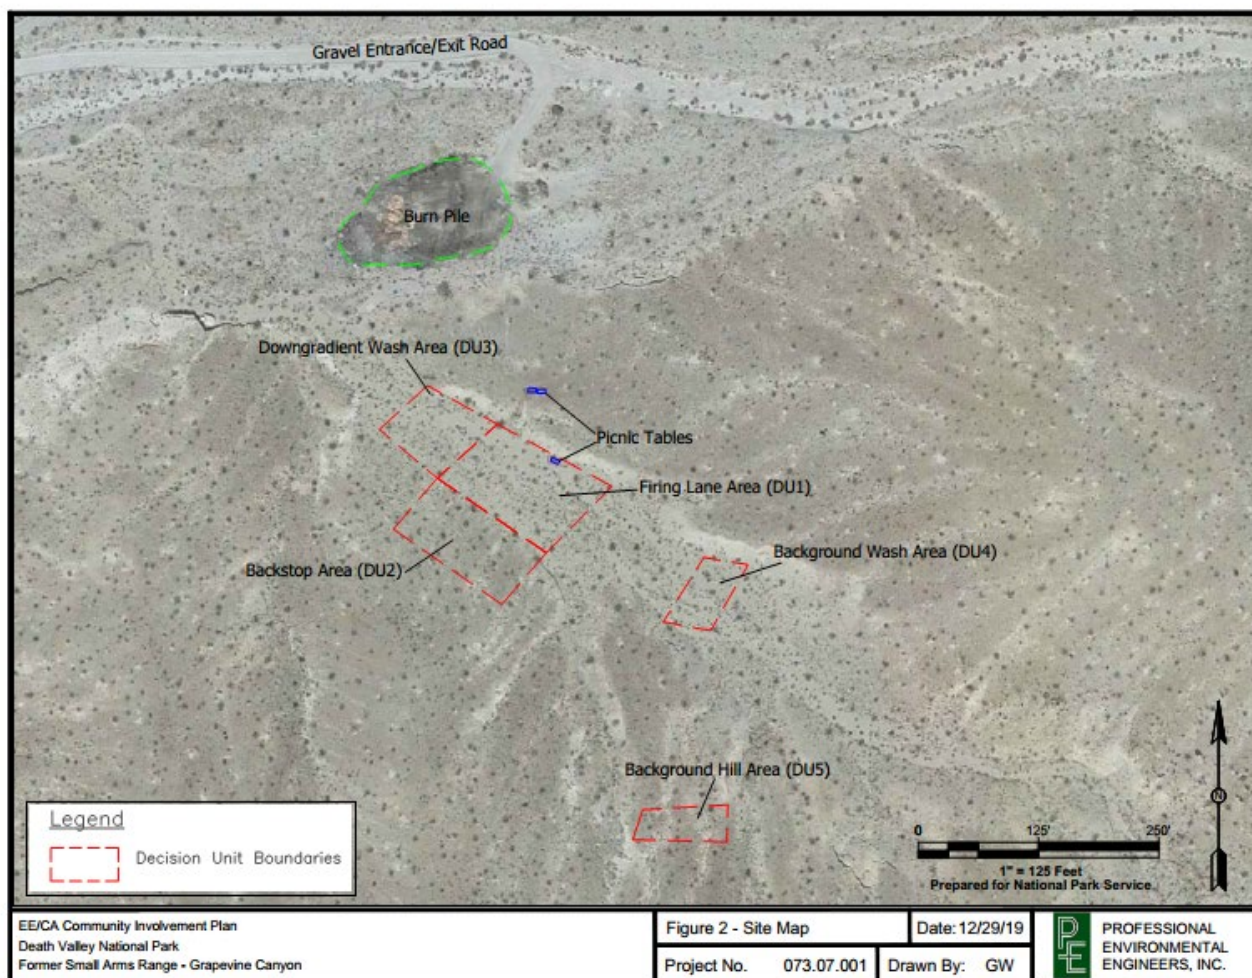 Gravel Entrance/Exit Road
Burn Pile
Downgradient Wash Area (DU3)
Picnic Tables
Firing Lane Area (DU1)
Background Wash Area (DU4)
Backstop Area (DU2)
Background Hill Area (DU5)
Legend
Decision Unit Boundaries
N
0 125' 250'
1" = 125 Feet
Prepared for National Park Service
EE/CA Community Involvement Plan
Death Valley National Park
Former Small Arms Range - Grapevine Canyon
Figure 2 - Site Map
Date: 12/29/19
Project No. 073.07.001
Drawn By: GW
PE
PROFESSIONAL
ENVIRONMENTAL
ENGINEERS, INC.